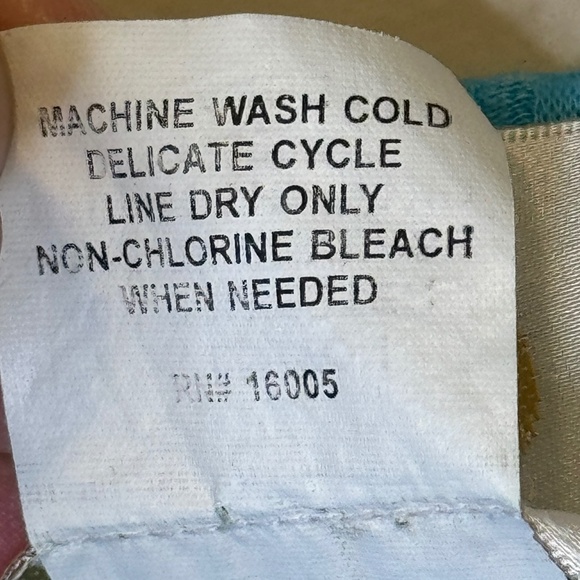 MACHINE WASH COLD
DELICATE CYCLE
LINE DRY ONLY
NON-CHLORINE BLEACH
WHEN NEEDED
RN# 16005